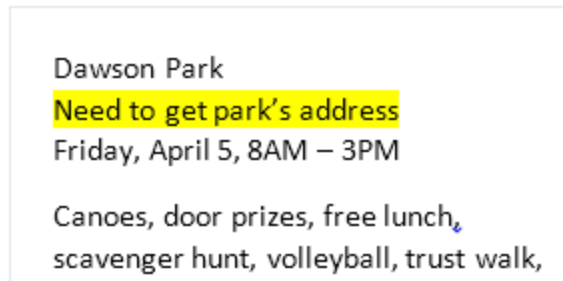 Dawson Park
Need to get park’s address
Friday, April 5, 8AM – 3PM
Canoes, door prizes, free lunch,
scavenger hunt, volleyball, trust walk,